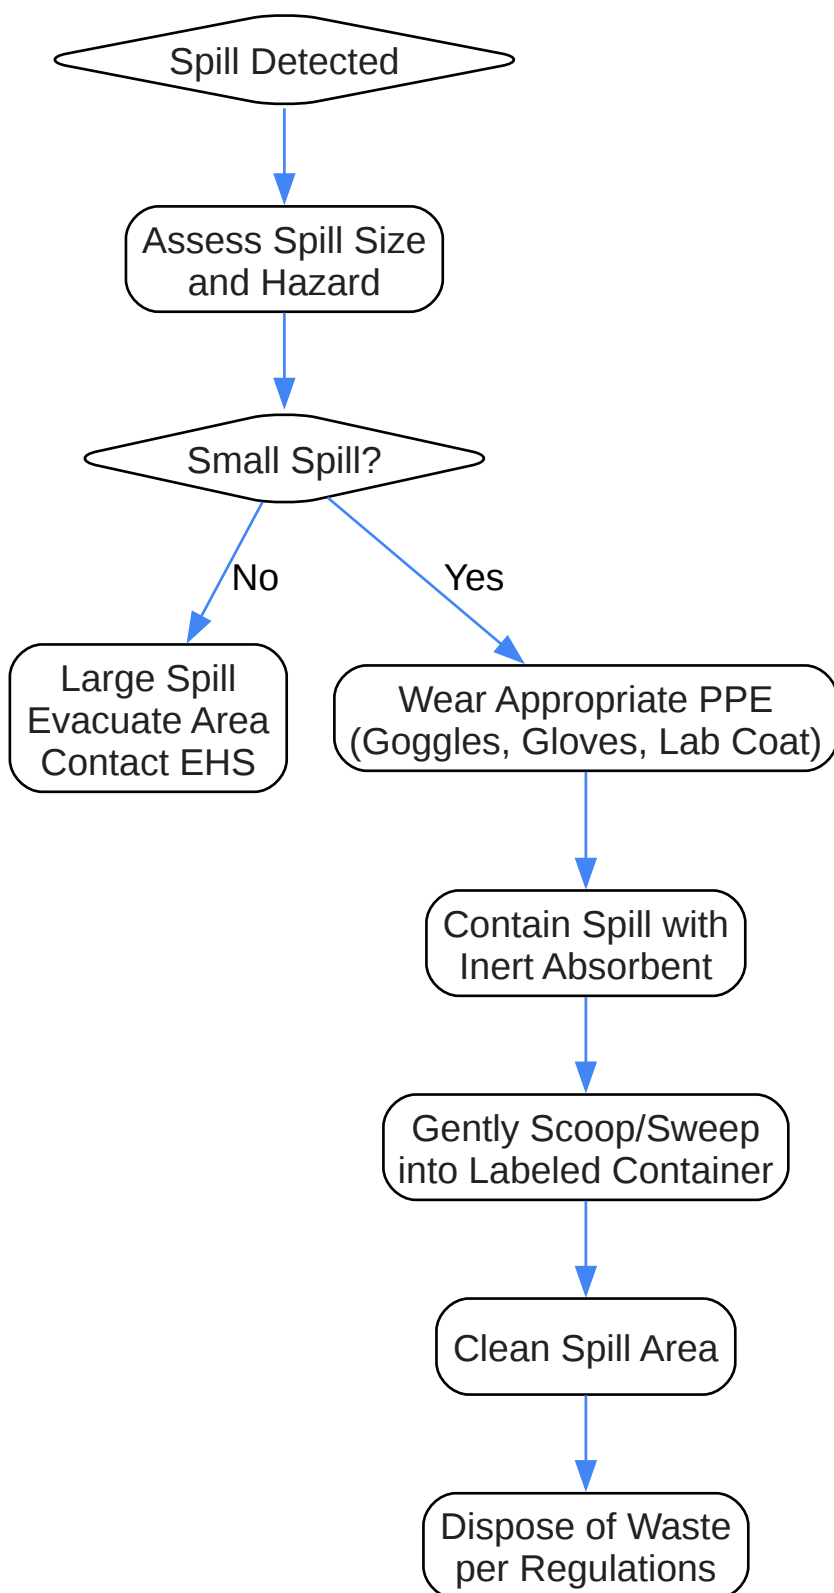 Spill Detected
Assess Spill Size
and Hazard
Small Spill?
No
Yes
Large Spill
Evacuate Area
Contact EHS
Wear Appropriate PPE
(Goggles, Gloves, Lab Coat)
Contain Spill with
Inert Absorbent
Gently Scoop/Sweep
into Labeled Container
Clean Spill Area
Dispose of Waste
per Regulations